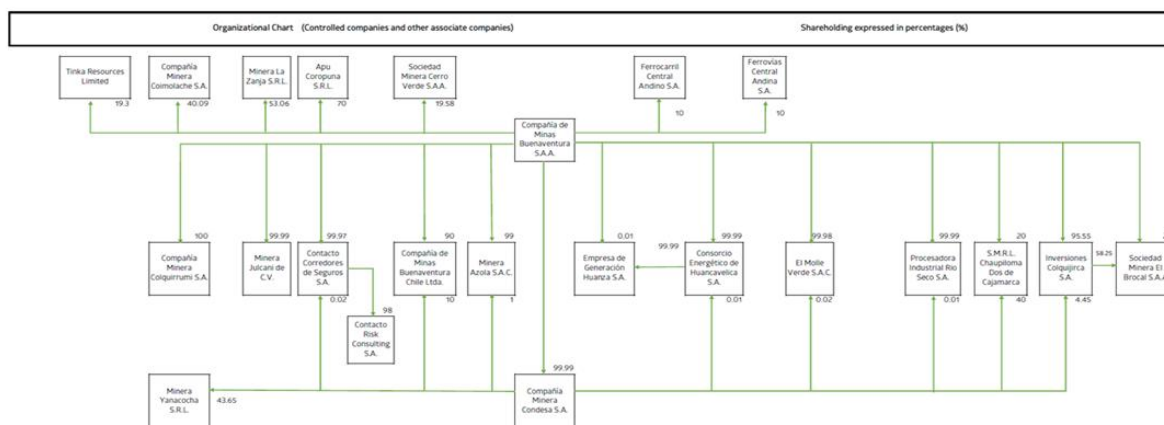 Organizational Chart (Controlled companies and other associate companies)
Shareholding expressed in percentages (%)
Tinka Resources
Limited
19.3
Compañía
Minera
Coimolache S.A.
40.09
Minera La
Zanja S.R.L.
53.06
Apu
Coropuna
S.R.L.
70
Sociedad
Minera Cerro
Verde S.A.A.
19.58
Ferrocarril
Central
Andino S.A.
10
Ferrovías
Central
Andina
S.A.
10
Compañía de
Minas
Buenaventura
S.A.A.
100
Compañía
Minera
Colquirrumi S.A.
99.99
Minera
Julcani de
C.V.
99.97
Contacto
Corredores
de Seguros
S.A.
0.02
98
Contacto
Risk
Consulting
S.A.
90
Compañía de
Minas
Buenaventura
Chile Ltda.
10
99
Minera
Azola S.A.C.
1
0.01
Empresa de
Generación
Huanza S.A.
99.99
99.99
Consorcio
Energético de
Huancavelica
S.A.
0.01
99.98
El Molle
Verde S.A.C.
0.02
99.99
Procesadora
Industrial Rio
Seco S.A.
0.01
20
S.M.R.L.
Chaupiloma
Dos de
Cajamarca
40
95.55
Inversiones
Colquijirca
S.A.
4.45
58.25
Sociedad
Minera El
Brocal S.A.A
Minera
Yanacocha
S.R.L.
43.65
99.99
Compañía
Minera
Condesa S.A.